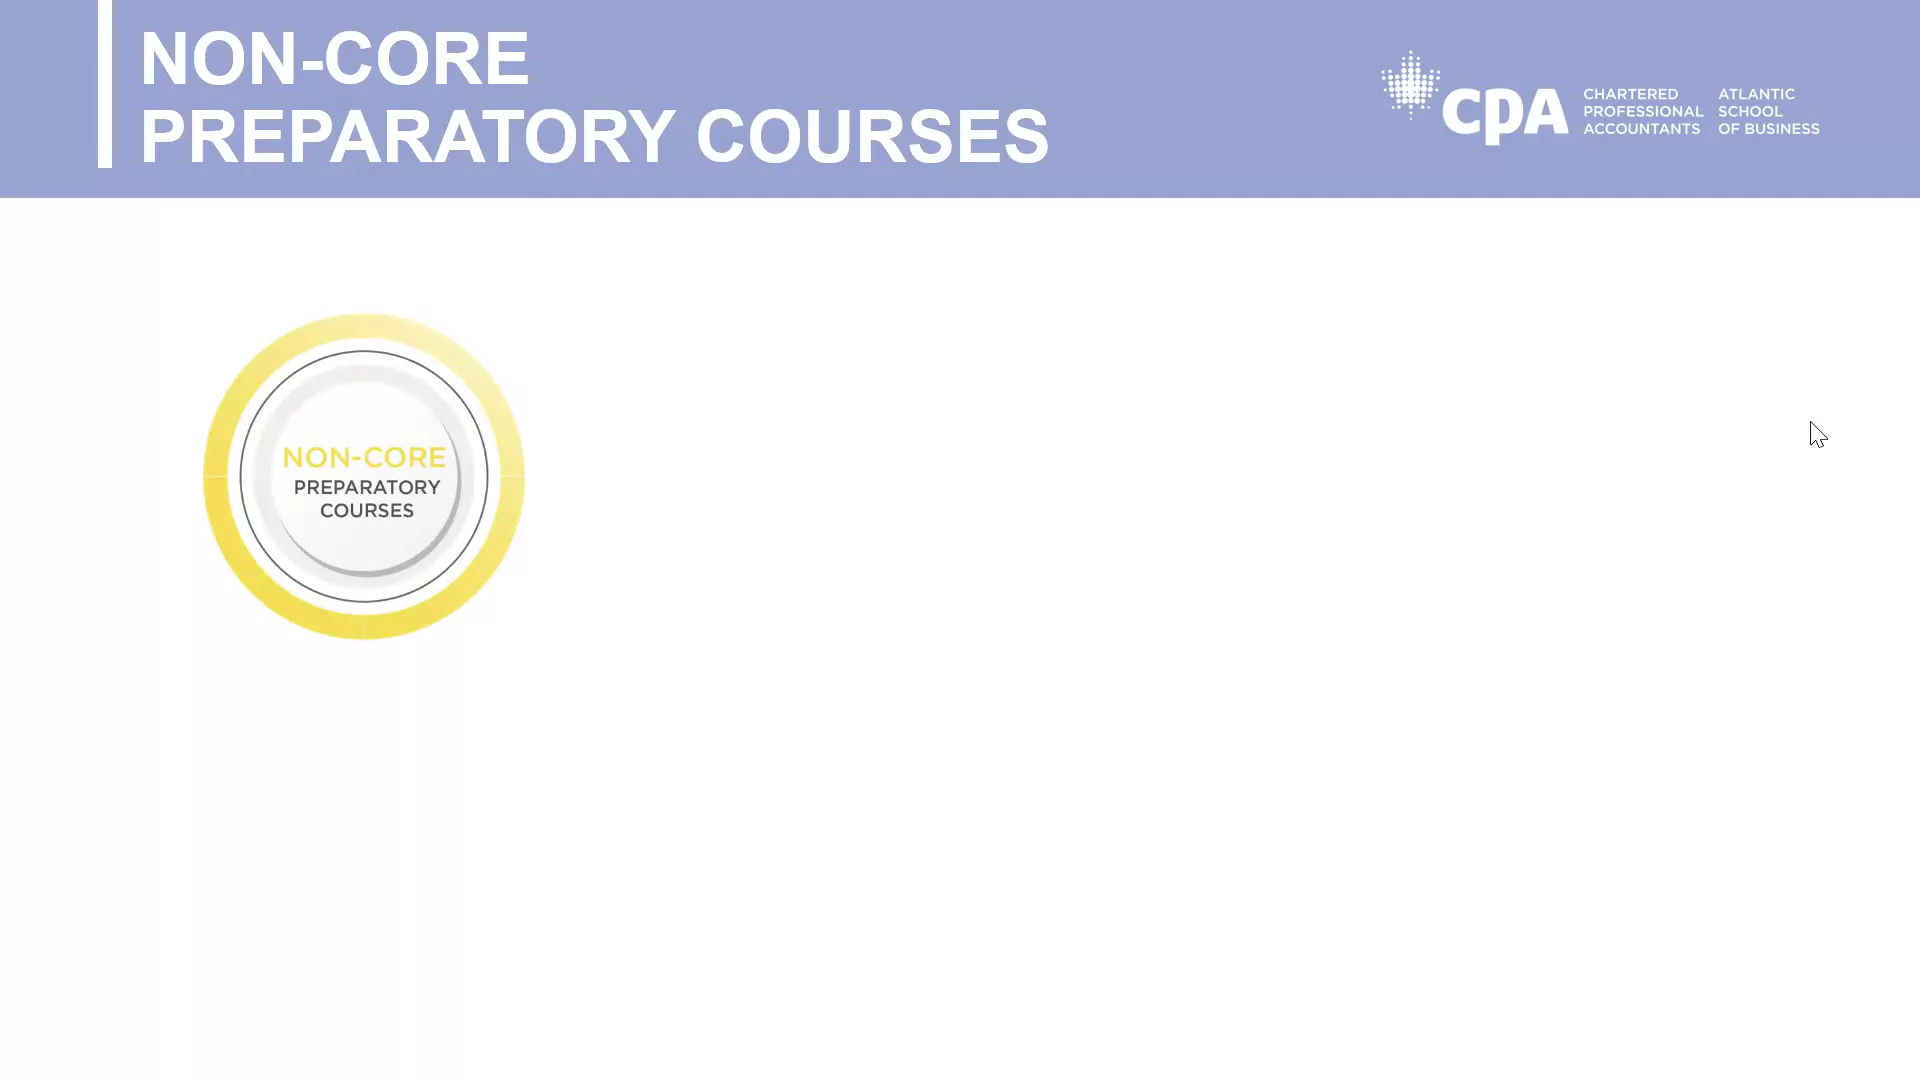 NON-CORE
PREPARATORY COURSES
CPA
CHARTERED
PROFESSIONAL
ACCOUNTANTS
ATLANTIC
SCHOOL
OF BUSINESS
NON-CORE
PREPARATORY
COURSES